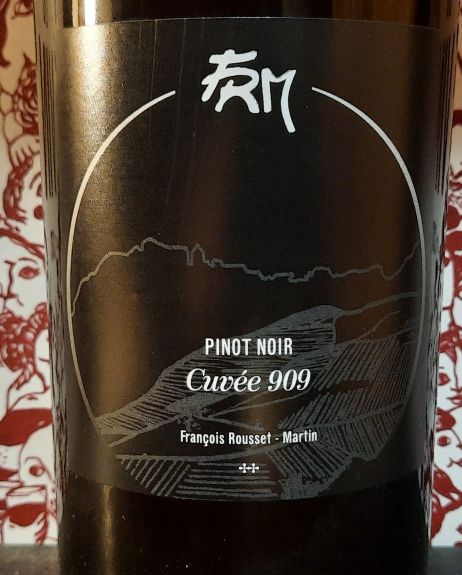 FRM
PINOT NOIR
Cuvée 909
François Rousset - Martin